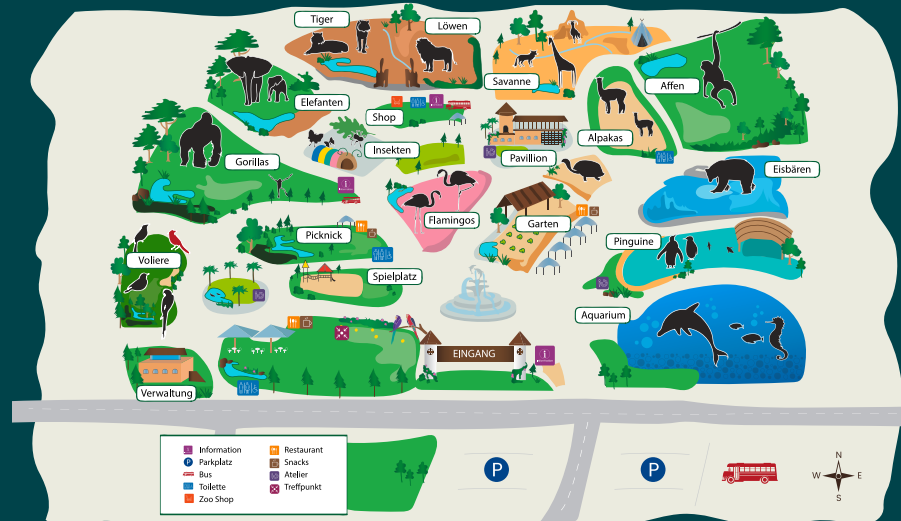 Tiger
Löwen
Savanne
Affen
Elefanten
Shop
Alpakas
Insekten
Pavillion
Gorillas
Eisbären
Flamingos
Garten
Picknick
Pinguine
Voliere
Spielplatz
Aquarium
EINGANG
Verwaltung
Information
Parkplatz
Bus
Toilette
Zoo Shop
Restaurant
Snacks
Atelier
Treffpunkt
P
P
N
W E
S